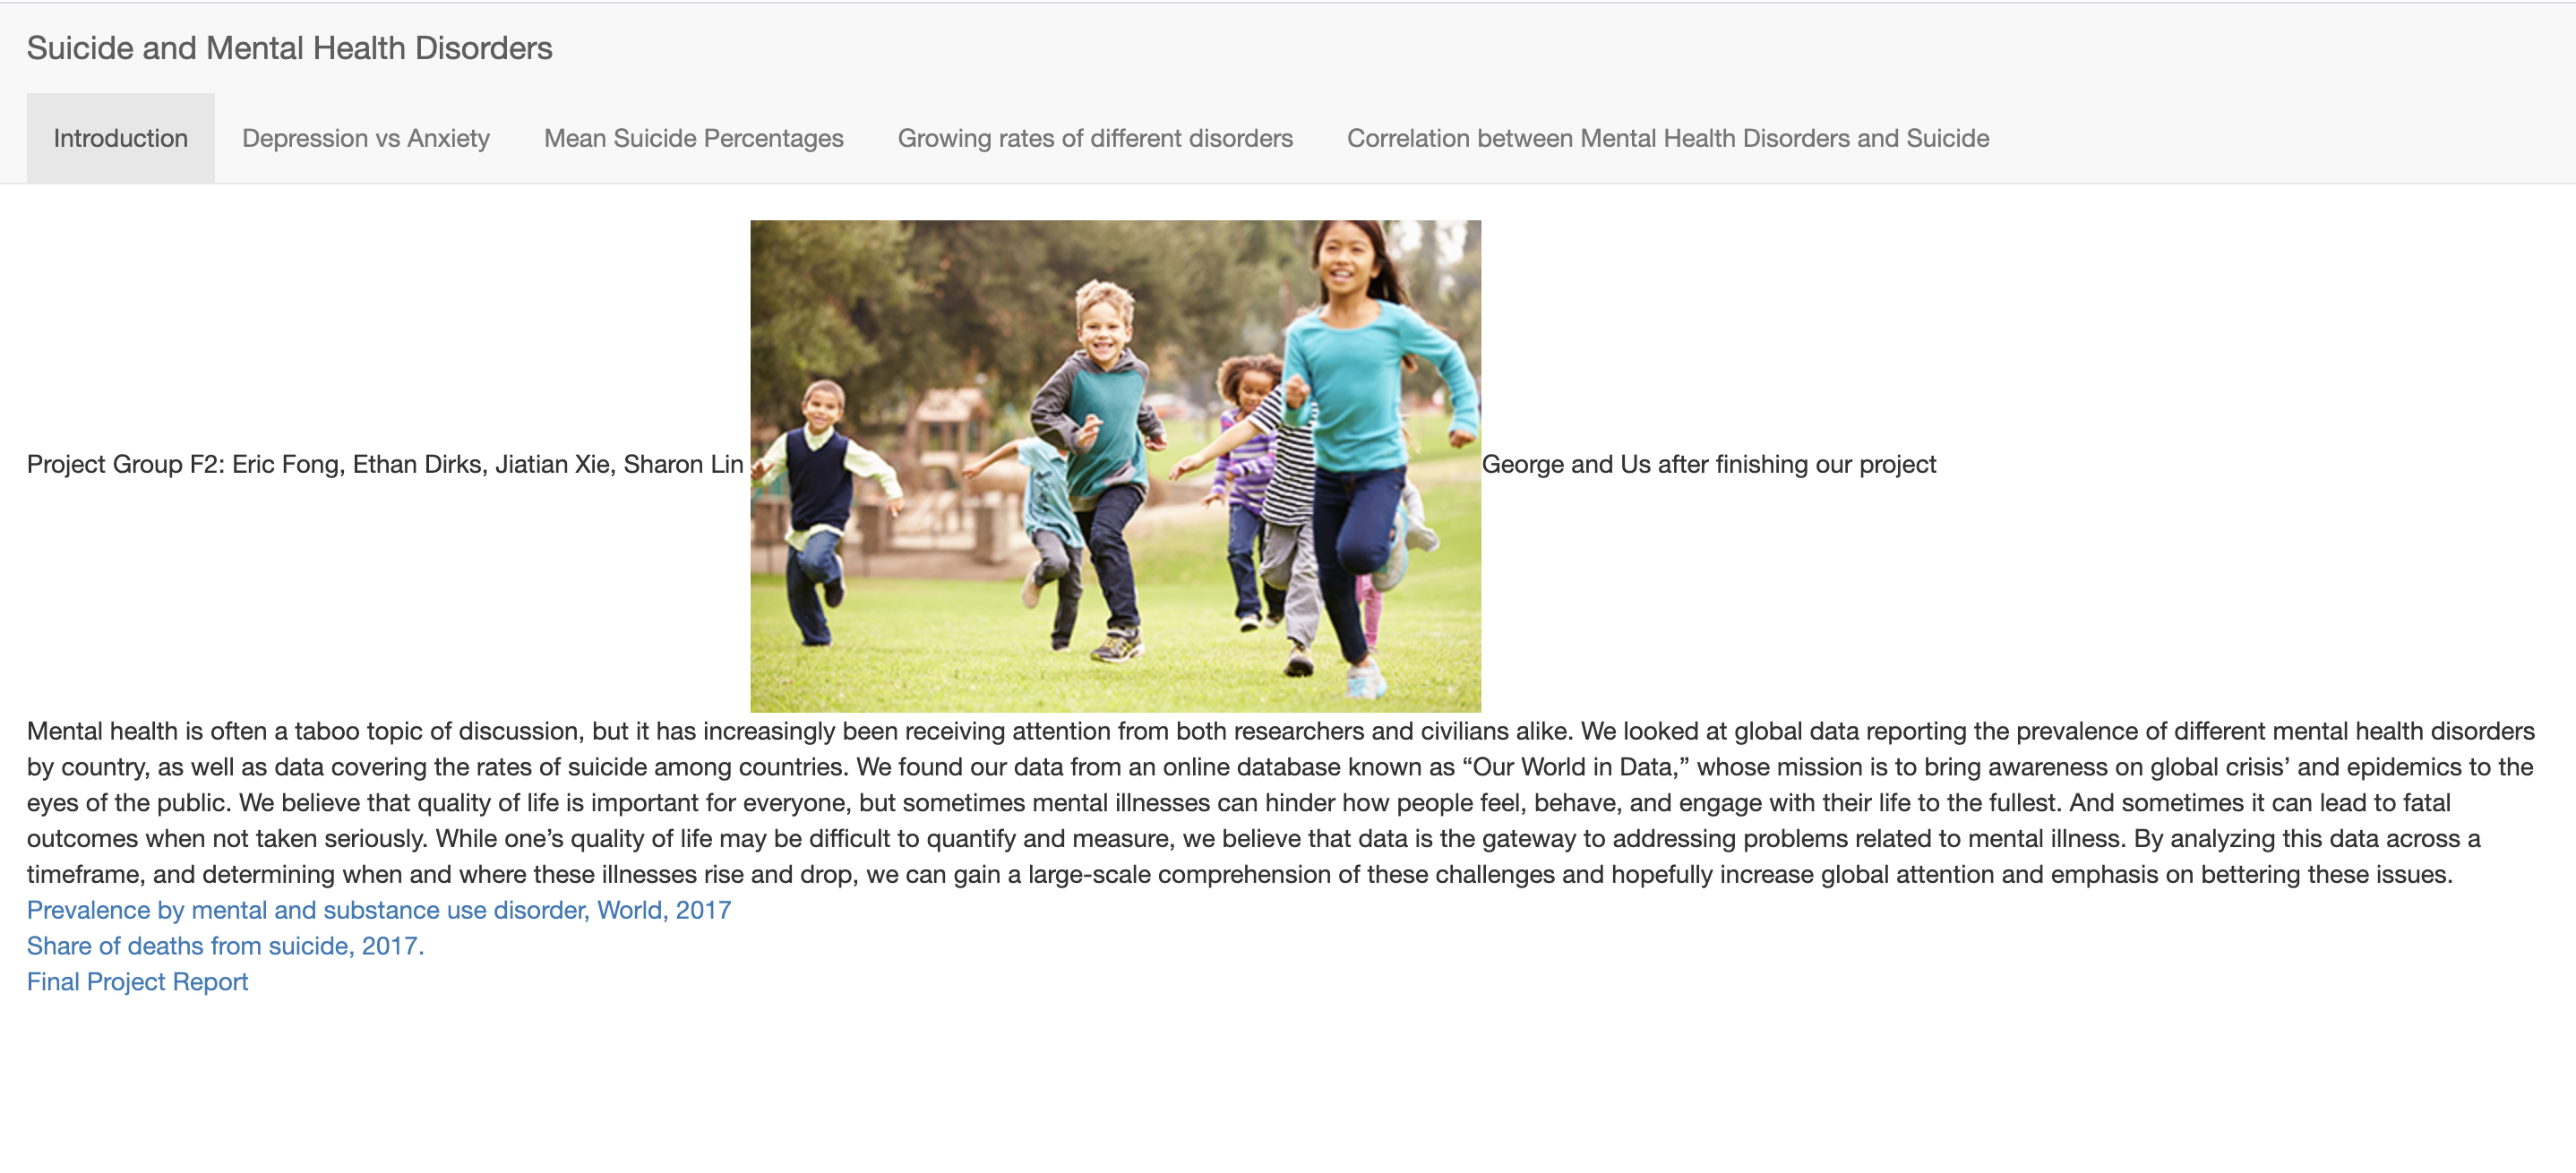 Suicide and Mental Health Disorders
Introduction Depression vs Anxiety Mean Suicide Percentages Growing rates of different disorders Correlation between Mental Health Disorders and Suicide
Project Group F2: Eric Fong, Ethan Dirks, Jiatian Xie, Sharon Lin George and Us after finishing our project
Mental health is often a taboo topic of discussion, but it has increasingly been receiving attention from both researchers and civilians alike. We looked at global data reporting the prevalence of different mental health disorders
by country, as well as data covering the rates of suicide among countries. We found our data from an online database known as “Our World in Data,” whose mission is to bring awareness on global crisis’ and epidemics to the
eyes of the public. We believe that quality of life is important for everyone, but sometimes mental illnesses can hinder how people feel, behave, and engage with their life to the fullest. And sometimes it can lead to fatal
outcomes when not taken seriously. While one’s quality of life may be difficult to quantify and measure, we believe that data is the gateway to addressing problems related to mental illness. By analyzing this data across a
timeframe, and determining when and where these illnesses rise and drop, we can gain a large-scale comprehension of these challenges and hopefully increase global attention and emphasis on bettering these issues.
Prevalence by mental and substance use disorder, World, 2017
Share of deaths from suicide, 2017.
Final Project Report